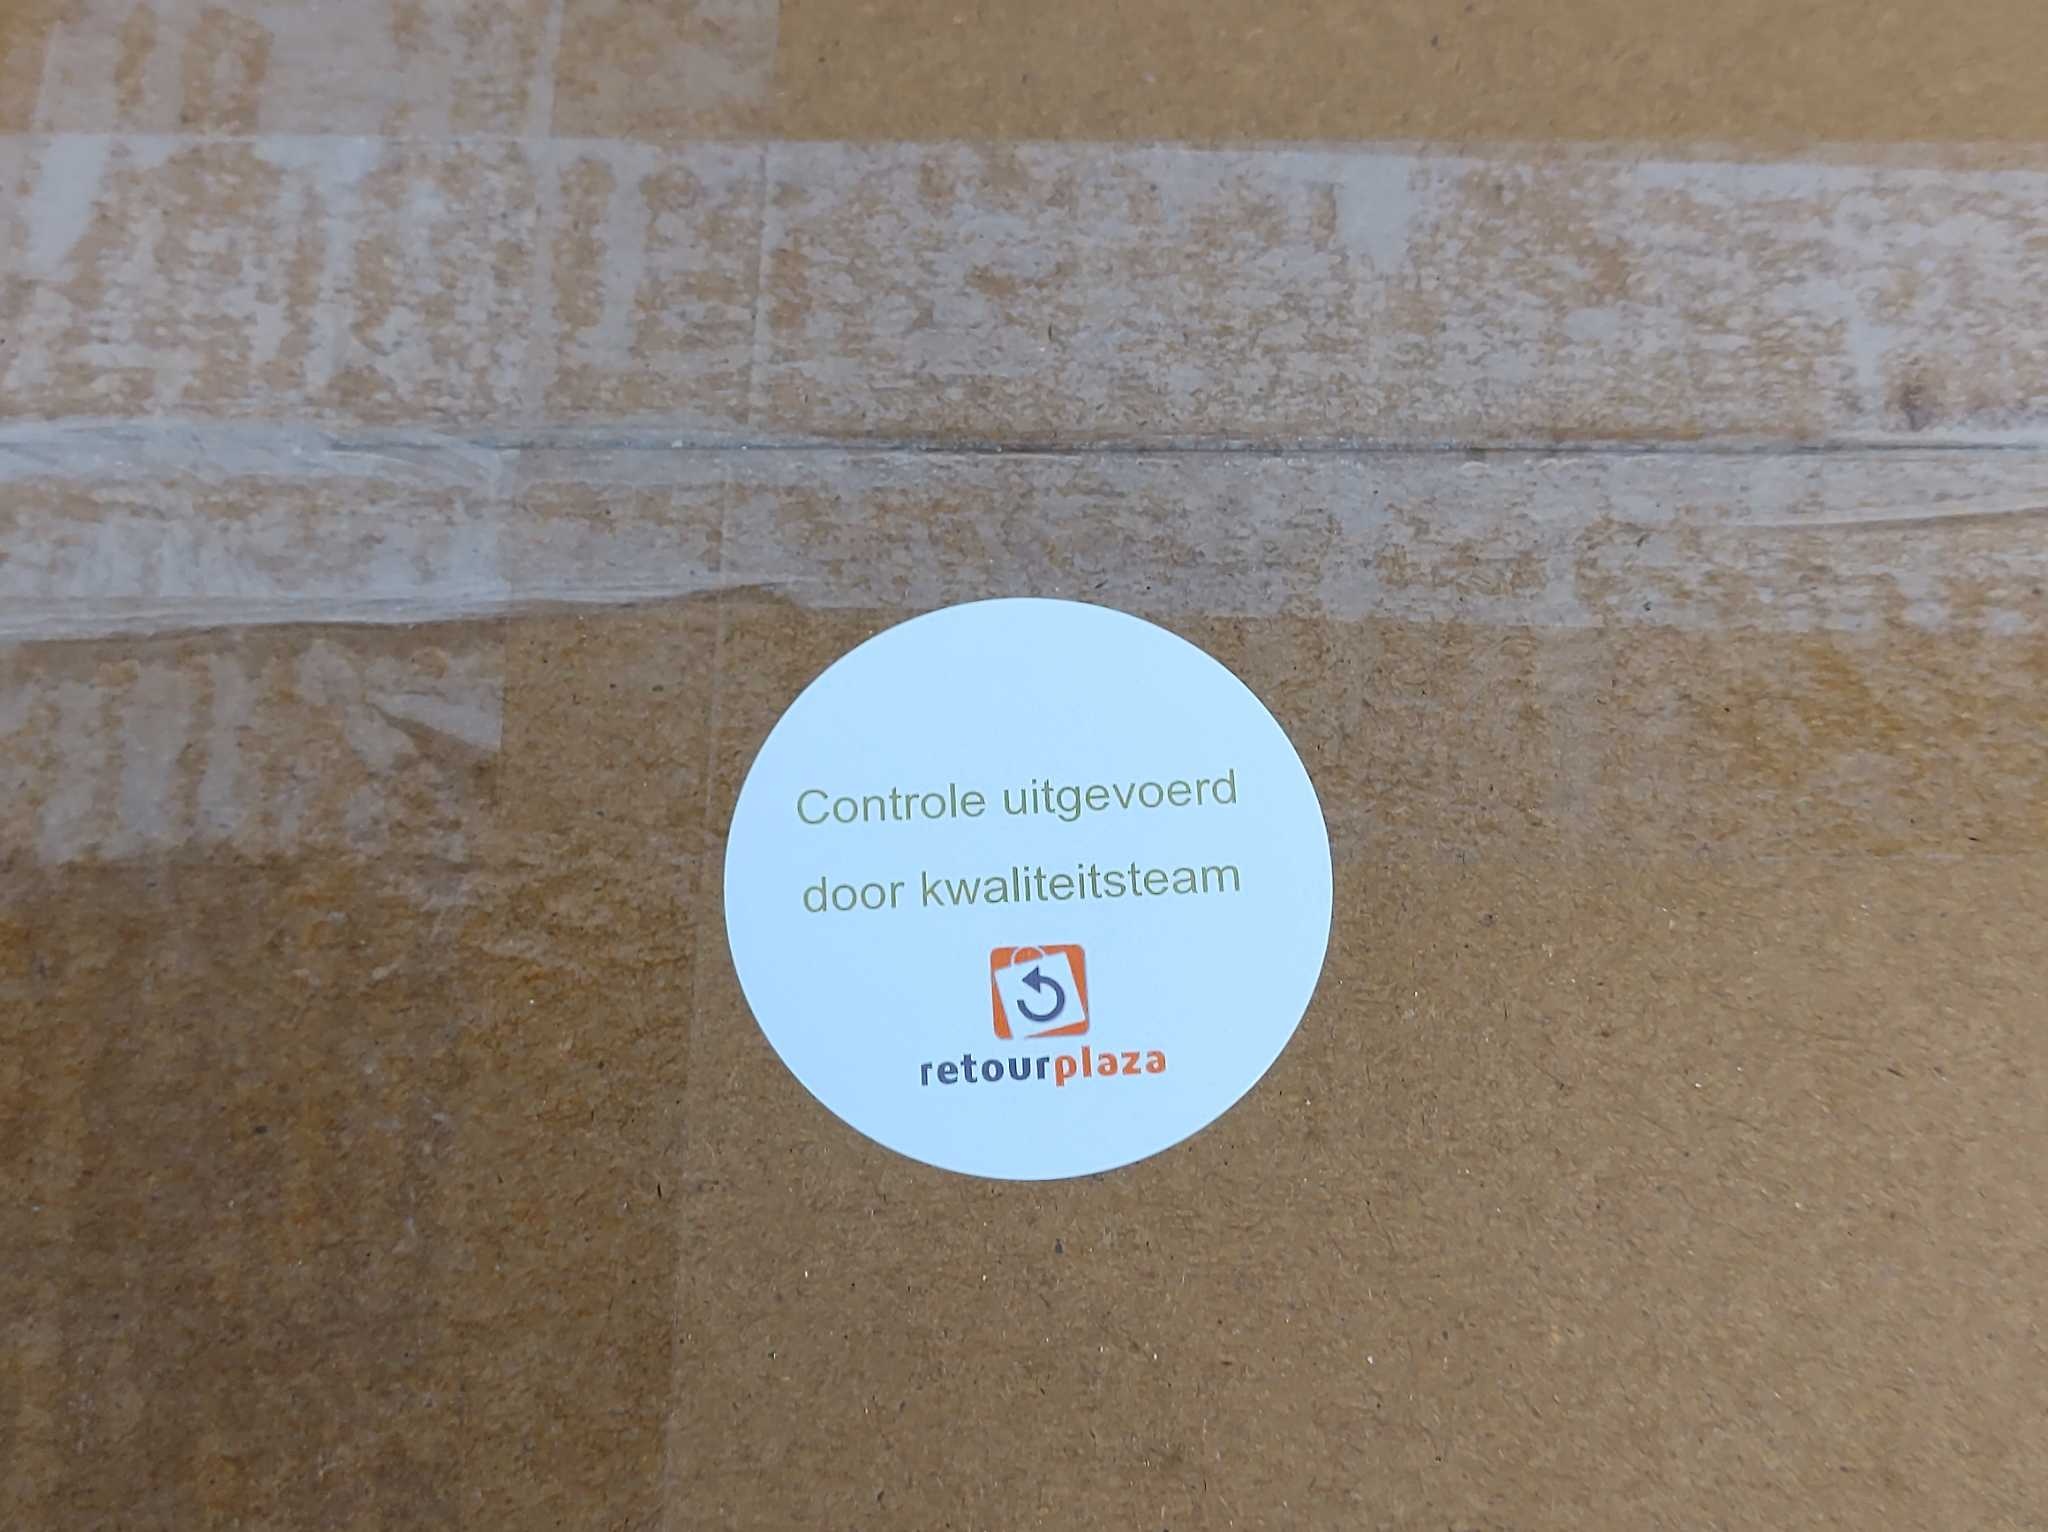 Controle uitgevoerd
door kwaliteitsteam
retourplaza